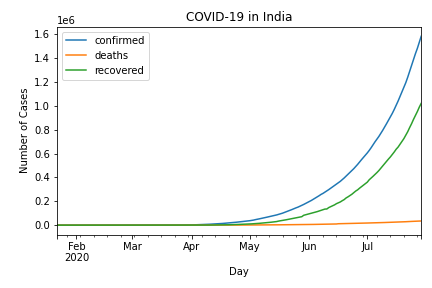 COVID-19 in India
1e6
confirmed
deaths
recovered
Number of Cases
1.6
1.4
1.2
1.0
0.8
0.6
0.4
0.2
0.0
Feb Mar Apr May Jun Jul
2020
Day